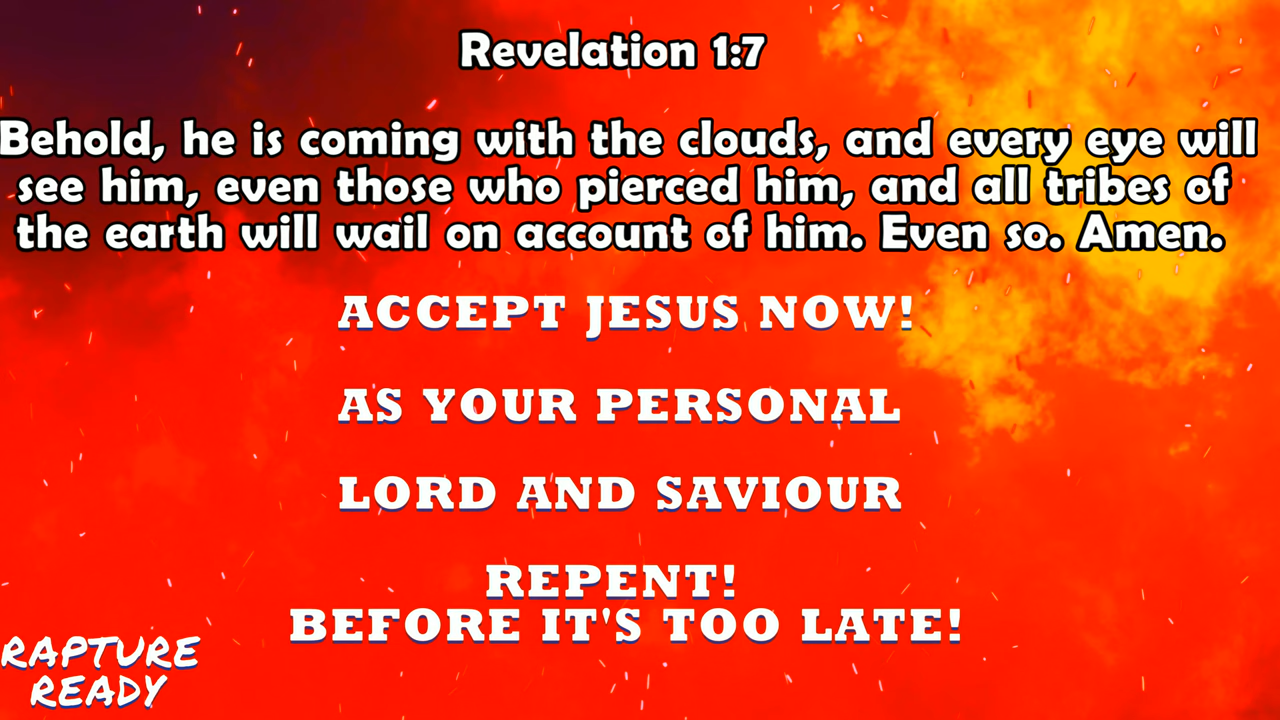 Revelation 1:7
Behold, he is coming with the clouds, and every eye will
see him, even those who pierced him, and all tribes of
the earth will wail on account of him. Even so. Amen.
ACCEPT JESUS NOW!
AS YOUR PERSONAL
LORD AND SAVIOUR
REPENT!
BEFORE IT'S TOO LATE!
RAPTURE
READY